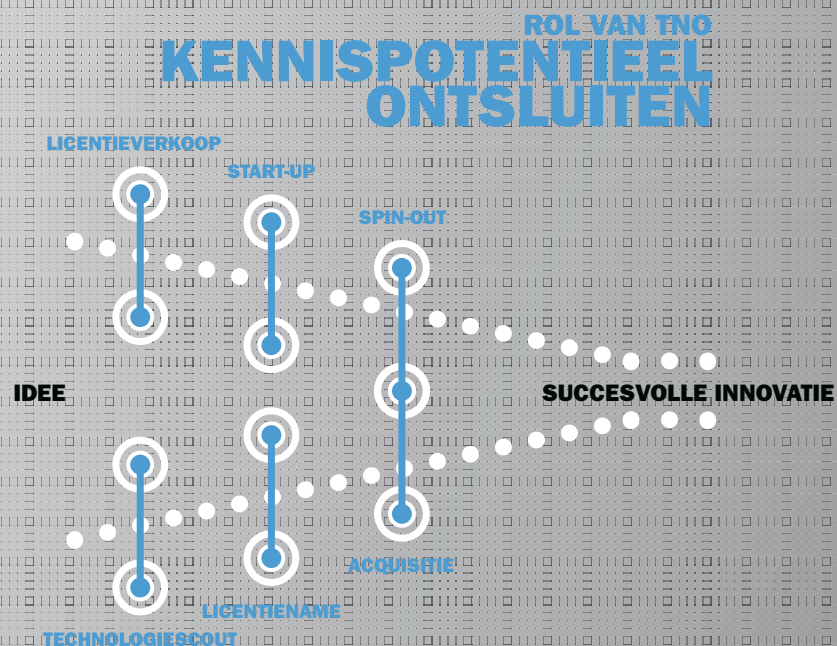 ROL VAN TNO
KENNISPOTENTIEEL
ONTSLUITEN
LICENTIEVERKOOP
START-UP
SPIN-OUT
IDEE
SUCCESVOLLE INNOVATIE
ACQUISITIE
LICENTIENAME
TECHNOLOGIESCOUT